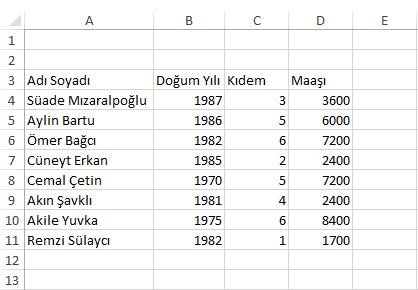 A B C D E
1
2
3 Adı Soyadı Doğum Yılı Kıdem Maaşı
4 Süade Mızaralpoğlu 1987 3 3600
5 Aylin Bartu 1986 5 6000
6 Ömer Bağcı 1982 6 7200
7 Cüneyt Erkan 1985 2 2400
8 Cemal Çetin 1970 5 7200
9 Akın Şavklı 1981 4 2400
10 Akile Yuvka 1975 6 8400
11 Remzi Sülaycı 1982 1 1700
12
13